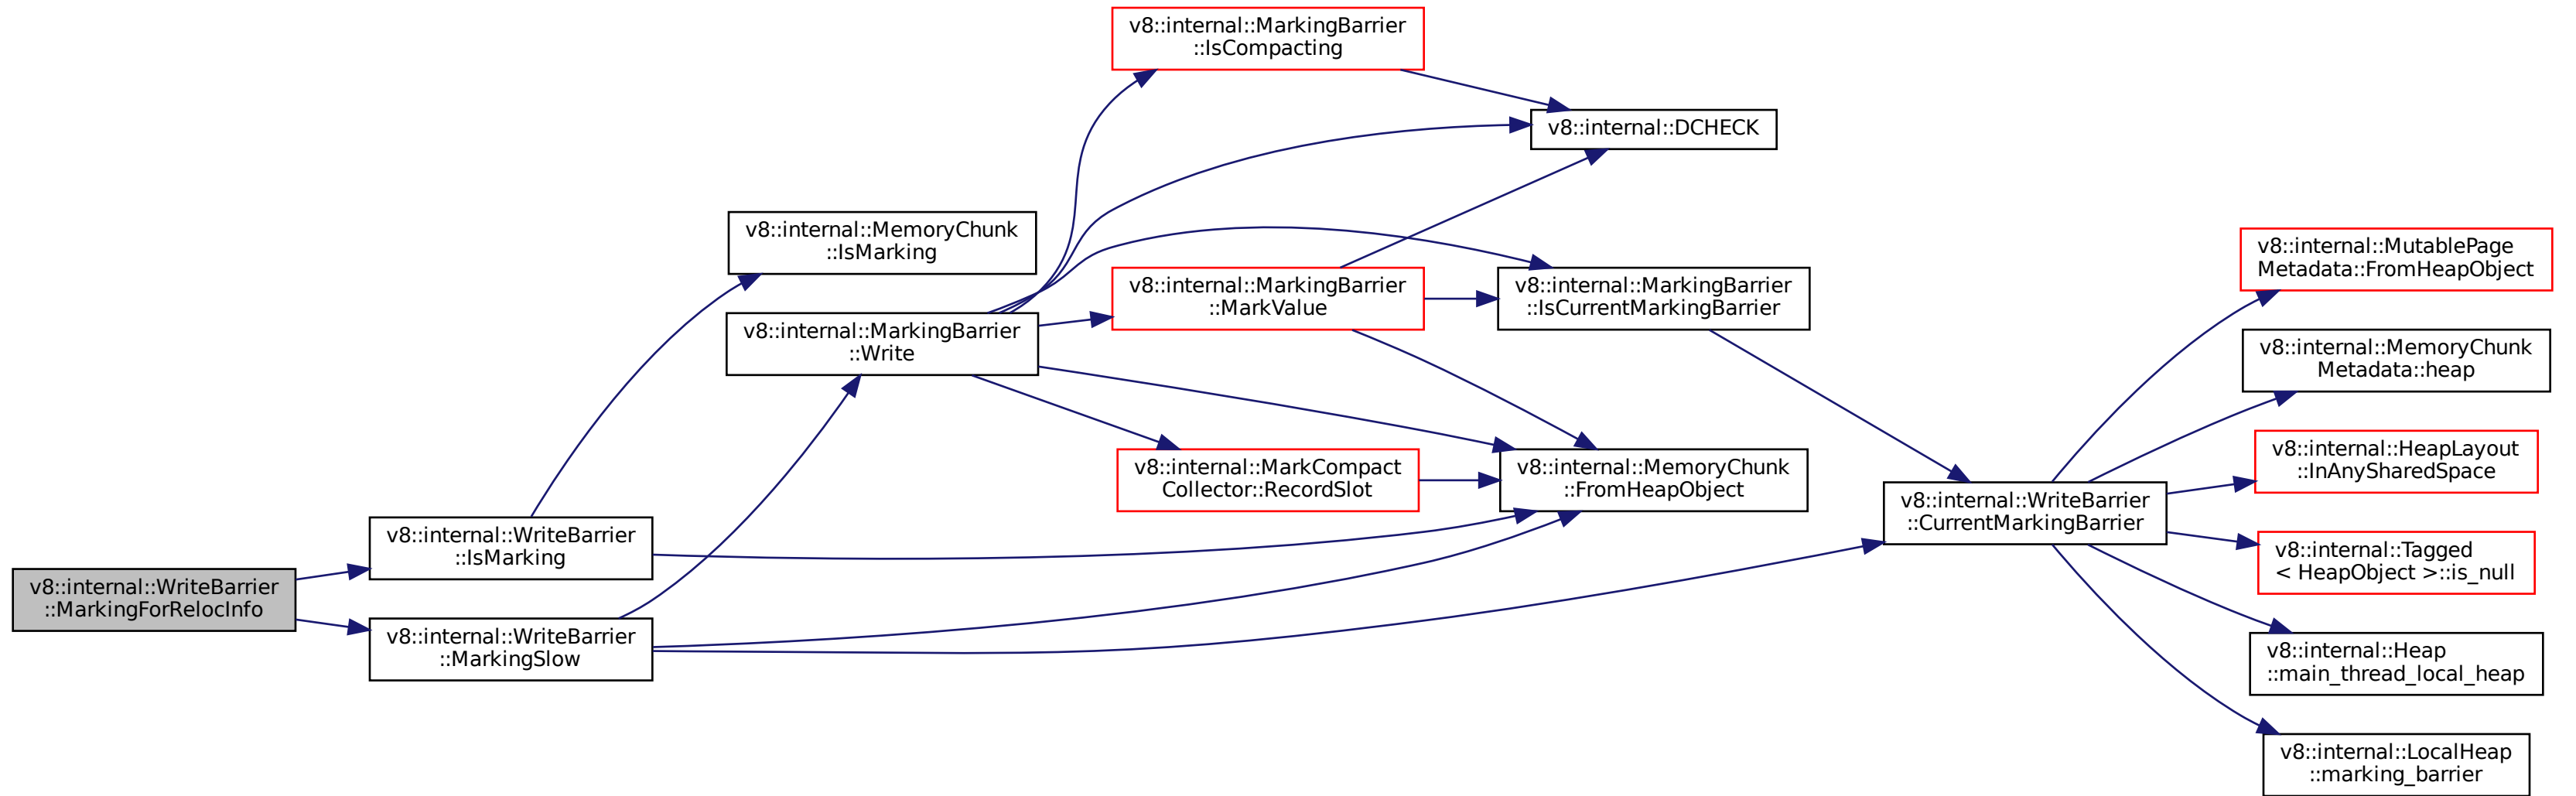 v8::internal::WriteBarrier
::MarkingForRelocInfo
v8::internal::WriteBarrier
::IsMarking
v8::internal::WriteBarrier
::MarkingSlow
v8::internal::MemoryChunk
::IsMarking
v8::internal::MarkingBarrier
::Write
v8::internal::MarkingBarrier
::IsCompacting
v8::internal::MarkingBarrier
::MarkValue
v8::internal::MarkCompact
Collector::RecordSlot
v8::internal::DCHECK
v8::internal::MarkingBarrier
::IsCurrentMarkingBarrier
v8::internal::MemoryChunk
::FromHeapObject
v8::internal::WriteBarrier
::CurrentMarkingBarrier
v8::internal::MutablePage
Metadata::FromHeapObject
v8::internal::MemoryChunk
Metadata::heap
v8::internal::HeapLayout
::InAnySharedSpace
v8::internal::Tagged
< HeapObject >::is_null
v8::internal::Heap
::main_thread_local_heap
v8::internal::LocalHeap
::marking_barrier